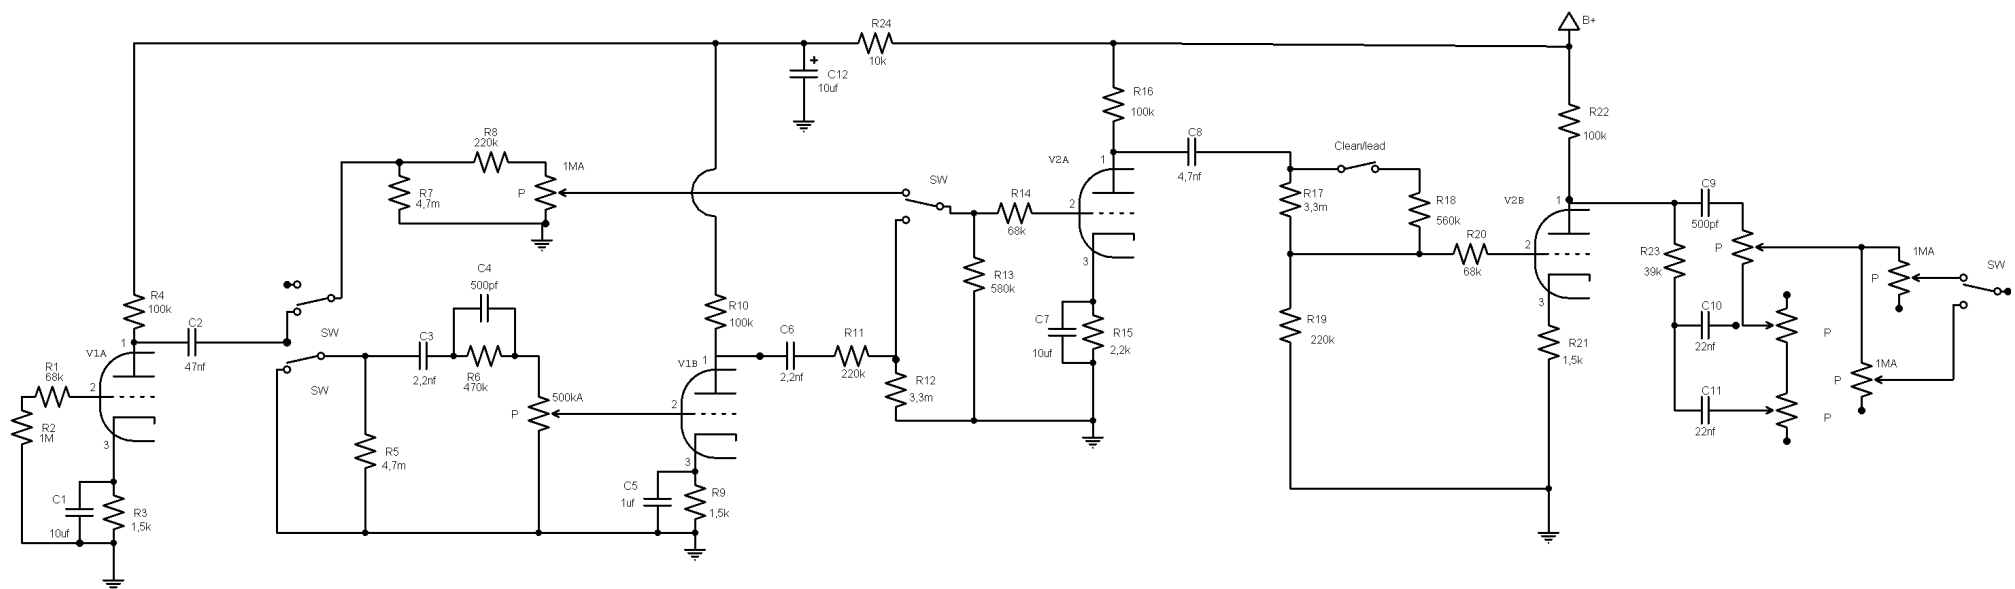 B+
R24
10k
C12
10uf
R16
100k
R22
100k
R8
220k
1MA
P
R7
4,7m
SW
V2A
1
2
3
R14
68k
C8
4,7nf
Clean/lead
R17
3,3m
R18
560k
R20
68k
V2B
1
2
3
C9
500pf
P
R23
39k
1MA
P
SW
R13
580k
C7
10uf
R15
2,2k
R19
220k
R21
1,5k
C10
22nf
P
C11
22nf
P
1MA
P
R4
100k
C2
47nf
SW
SW
C4
500pf
C3
2,2nf
R6
470k
500kA
P
R10
100k
V1B
1
2
3
C6
2,2nf
R11
220k
R12
3,3m
V1A
1
2
3
R1
68k
R2
1M
C1
10uf
R3
1,5k
R5
4,7m
C5
1uf
R9
1,5k